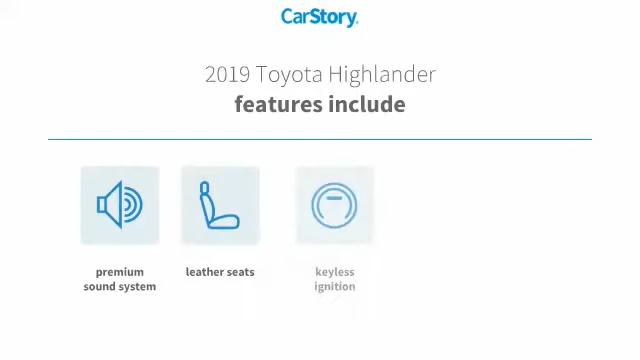 CarStory.
2019 Toyota Highlander
features include
premium
sound system
leather seats
keyless
ignition